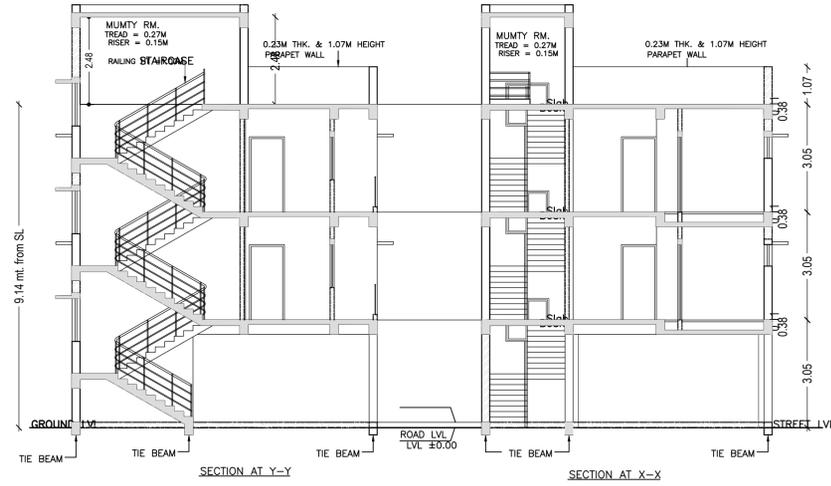 MUMTY RM.
TREAD = 0.27M
RISER = 0.15M
STAIRCASE
2.48
2.48
0.23M THK. & 1.07M HEIGHT
PARAPET WALL
MUMTY RM.
TREAD = 0.27M
RISER = 0.15M
0.23M THK. & 1.07M HEIGHT
PARAPET WALL
1.07
Slab
0.38
3.05
Slab
0.38
3.05
Slab
0.38
3.05
9.14 mt. from SL
GROUND LVL
ROAD LVL
LVL ±0.00
STREET LVL
TIE BEAM
TIE BEAM
TIE BEAM
TIE BEAM
TIE BEAM
SECTION AT Y-Y
SECTION AT X-X